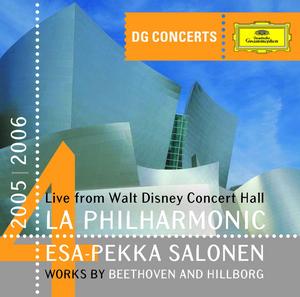 DG CONCERTS
Deutsche
Grammophon
2005 | 2006
4
Live from Walt Disney Concert Hall
LA PHILHARMONIC
ESA-PEKKA SALONEN
WORKS BY BEETHOVEN AND HILLBORG